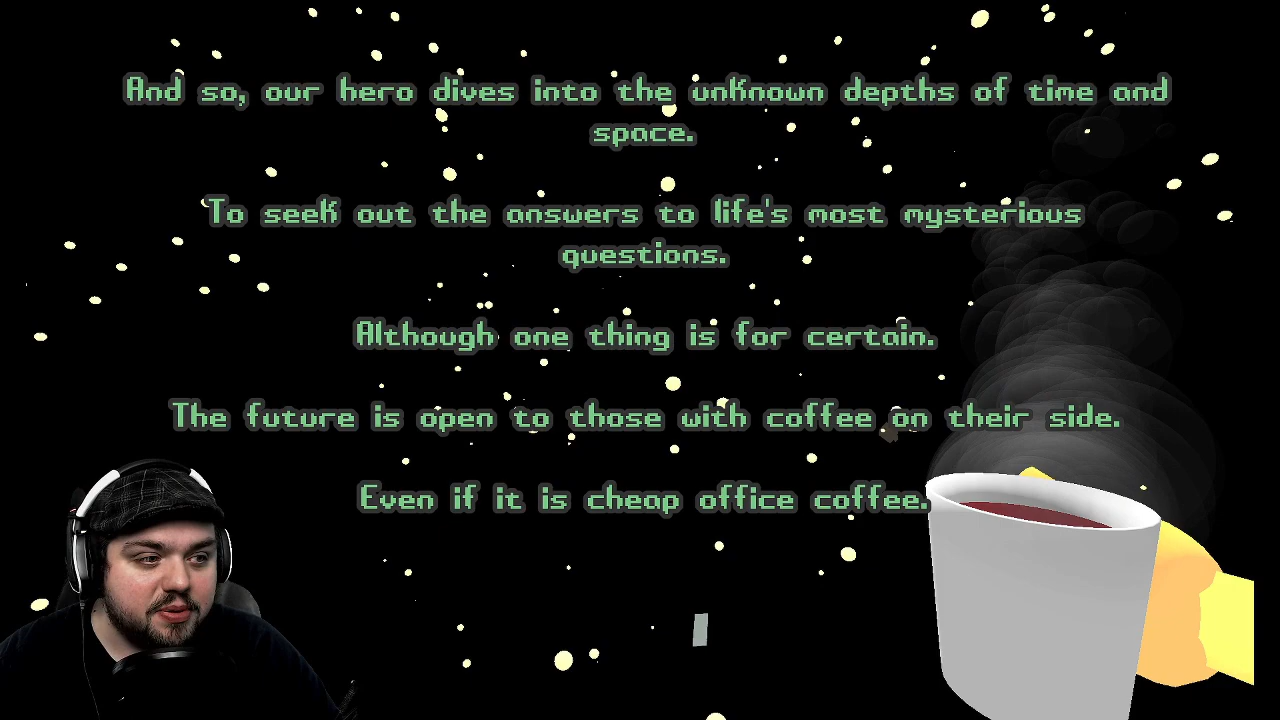 And so, our hero dives into the unknown depths of time and
space.
To seek out the answers to life's most mysterious
questions.
Although one thing is for certain.
The future is open to those with coffee on their side.
Even if it is cheap office coffee.